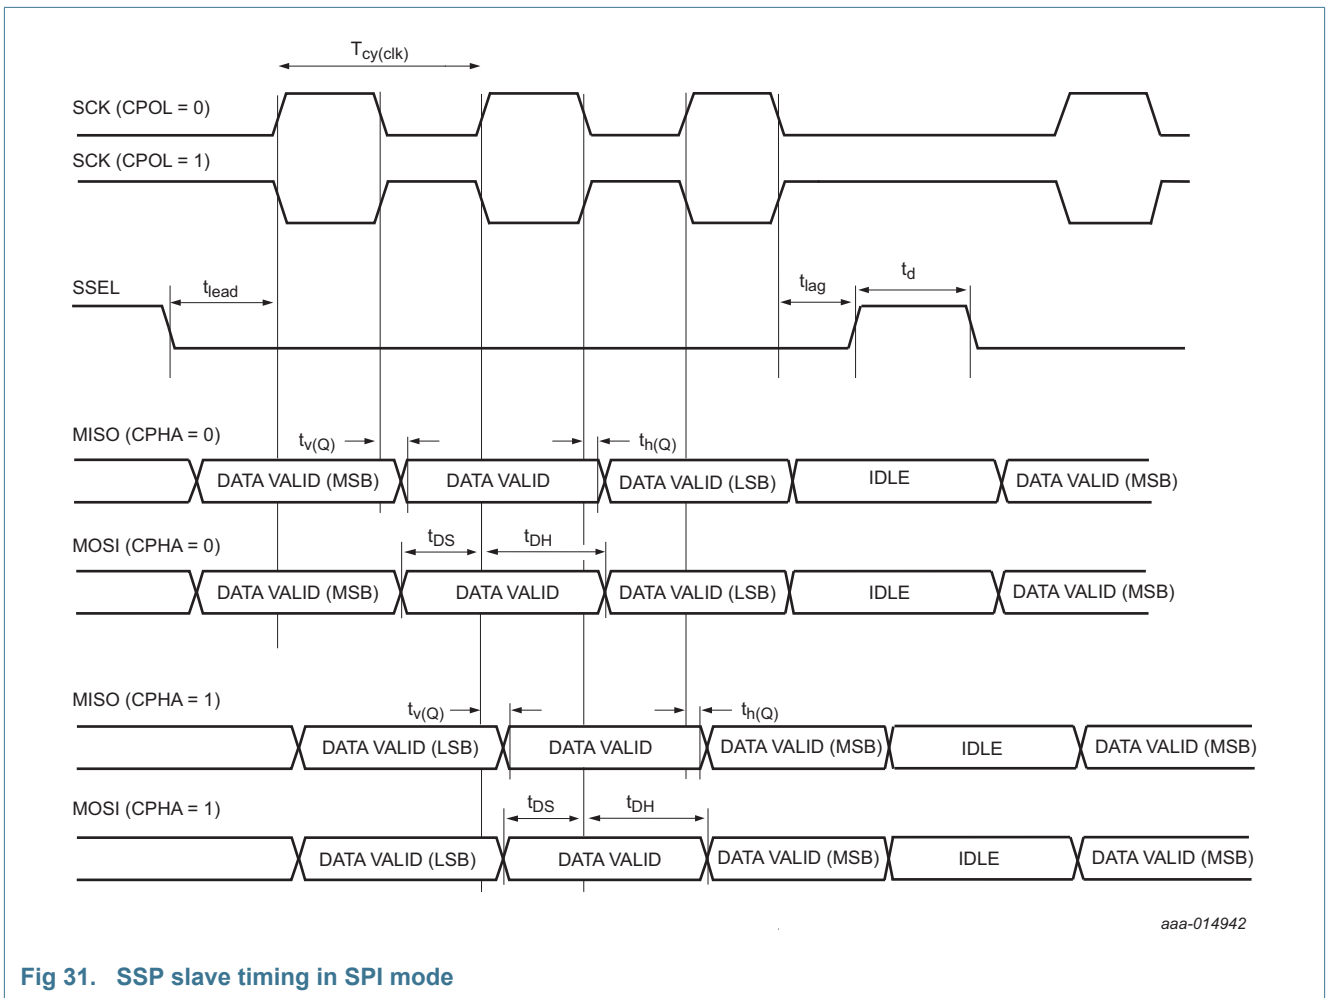 Tcy(clk)
SCK (CPOL = 0)
SCK (CPOL = 1)
SSEL
tlead
tlag
td
MISO (CPHA = 0)
tv(Q)
th(Q)
DATA VALID (MSB)
DATA VALID
DATA VALID (LSB)
IDLE
DATA VALID (MSB)
MOSI (CPHA = 0)
tDS
tDH
DATA VALID (MSB)
DATA VALID
DATA VALID (LSB)
IDLE
DATA VALID (MSB)
MISO (CPHA = 1)
tv(Q)
th(Q)
DATA VALID (LSB)
DATA VALID
DATA VALID (MSB)
IDLE
DATA VALID (MSB)
MOSI (CPHA = 1)
tDS
tDH
DATA VALID (LSB)
DATA VALID
DATA VALID (MSB)
IDLE
DATA VALID (MSB)
aaa-014942
Fig 31. SSP slave timing in SPI mode